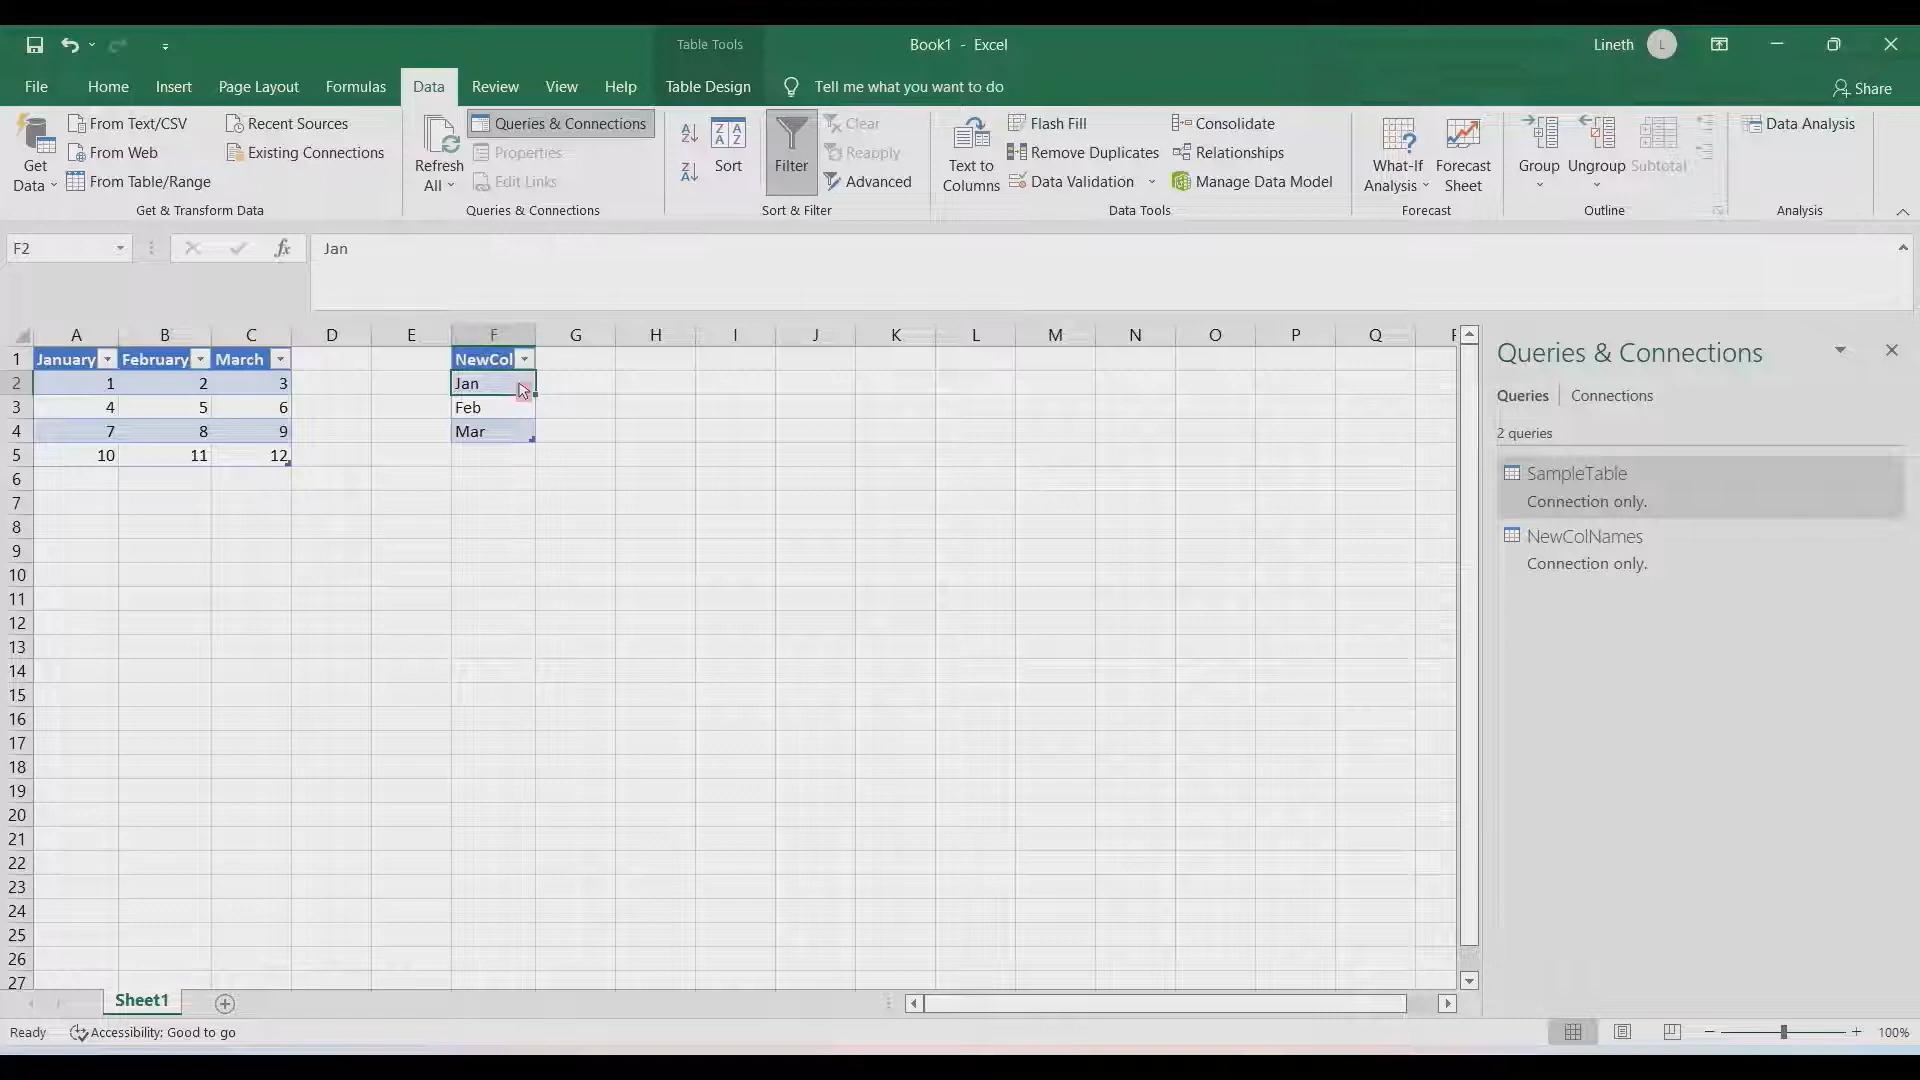 Table Tools
Book1 - Excel
Lineth
L
File
Home
Insert
Page Layout
Formulas
Data
Review
View
Help
Table Design
Tell me what you want to do
Share
Get Data
From Text/CSV
From Web
From Table/Range
Recent Sources
Existing Connections
Get & Transform Data
Refresh All
Queries & Connections
Properties
Edit Links
Queries & Connections
Sort
Filter
Clear
Reapply
Advanced
Sort & Filter
Text to Columns
Flash Fill
Remove Duplicates
Data Validation
Consolidate
Relationships
Manage Data Model
Data Tools
What-If Analysis
Forecast Sheet
Forecast
Group
Ungroup
Subtotal
Outline
Data Analysis
Analysis
F2
fx
Jan
A B C D E F G H I J K L M N O P Q
1 January February March NewCol
2 1 2 3 Jan
3 4 5 6 Feb
4 7 8 9 Mar
5 10 11 12
6
7
8
9
10
11
12
13
14
15
16
17
18
19
20
21
22
23
24
25
26
27
Queries & Connections
Queries
Connections
2 queries
SampleTable
Connection only.
NewColNames
Connection only.
Sheet1
Ready
Accessibility: Good to go
100%